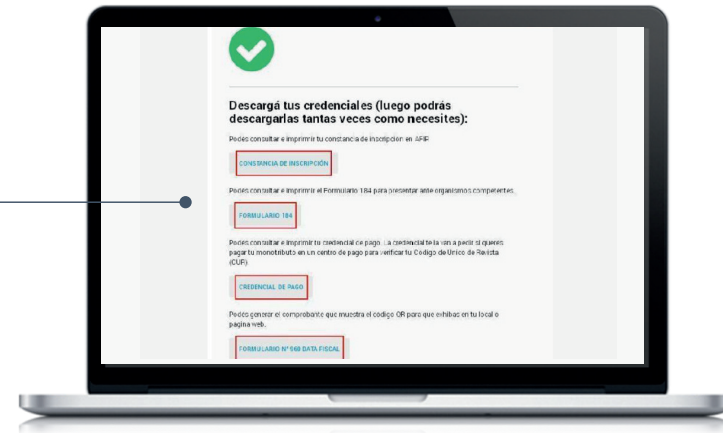 Descargá tus credenciales (luego podrás
descargarlas tantas veces como necesites):
Podés consultar e imprimir tu constancia de inscripción en AFIP
CONSTANCIA DE INSCRIPCIÓN
Podés consultar e imprimir el Formulario 184 para presentar ante organismos competentes.
FORMULARIO 184
Podés consultar e imprimir tu credencial de pago. La credencial te la van a pedir si querés
pagar tu monotributo en un centro de pago para verificar tu Código de Unico de Revista
(CUR)
CREDENCIAL DE PAGO
Podés generar el comprobante que muestra el código QR para que exhibas en tu local o
pagina web.
FORMULARIO Nº 960 DATA FISCAL